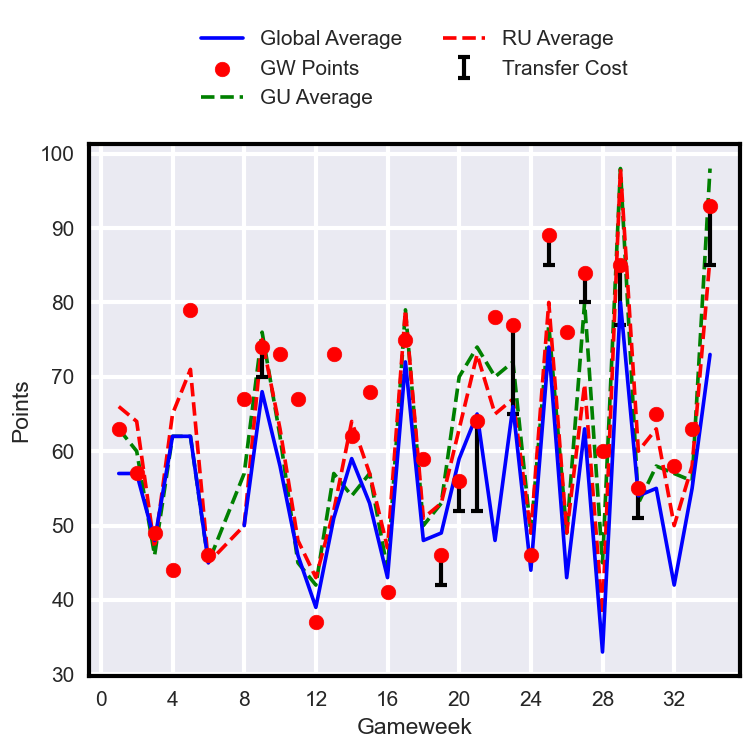 Global Average
GW Points
GU Average
RU Average
Transfer Cost
100
90
80
70
60
50
40
30
Points
0 4 8 12 16 20 24 28 32
Gameweek